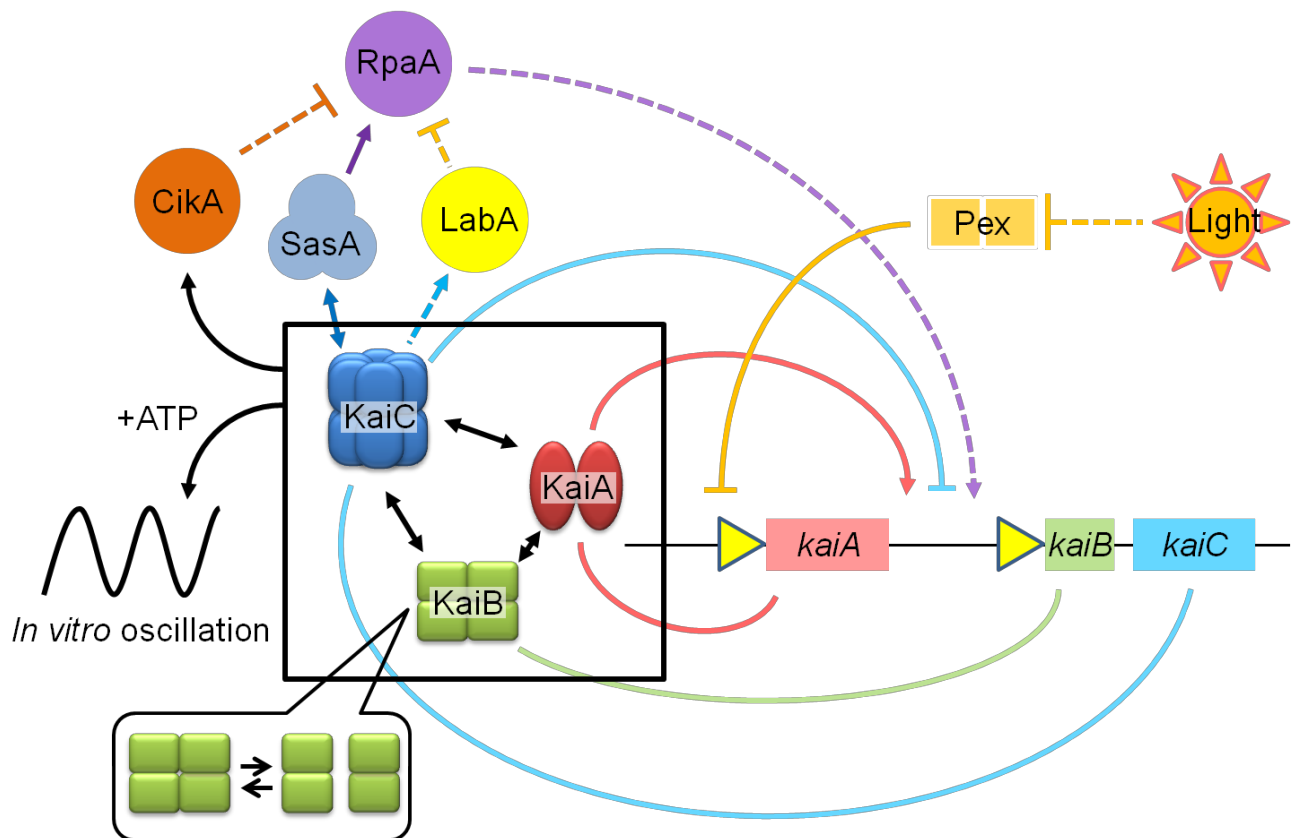 RpaA
CikA
SasA
LabA
Pex
Light
+ATP
KaiC
KaiA
KaiB
kaiA
kaiB
kaiC
In vitro oscillation